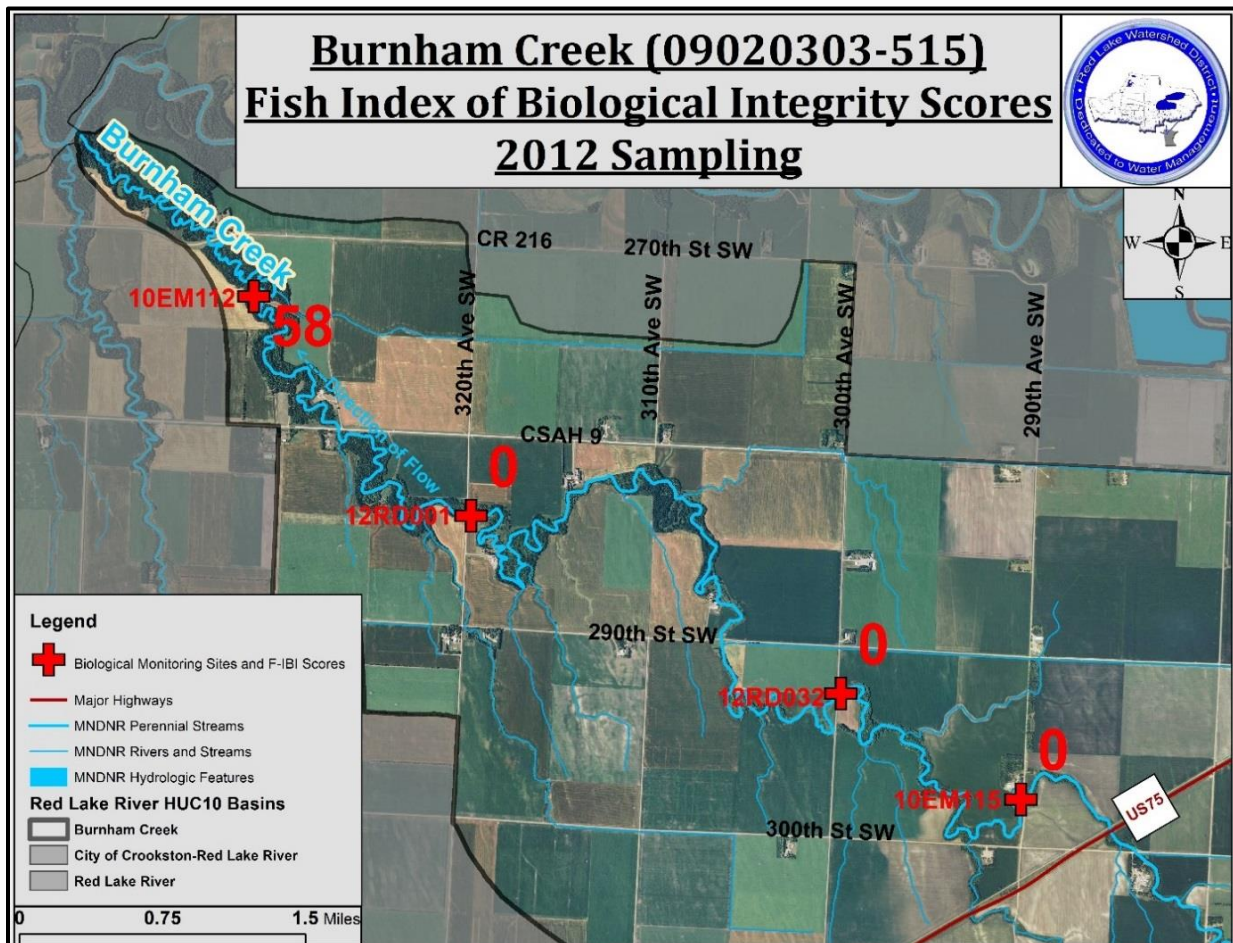 Burnham Creek (09020303-515)
Fish Index of Biological Integrity Scores
2012 Sampling
Red Lake Watershed District
Dedicated to Water Management
N
W
E
S
Burnham Creek
CR 216
270th St SW
10EM112
58
320th Ave SW
310th Ave SW
300th Ave SW
290th Ave SW
<-- Direction of Flow
CSAH 9
0
12RD001
290th St SW
0
12RD032
0
10EM115
300th St SW
US75
Legend
Biological Monitoring Sites and F-IBI Scores
Major Highways
MNDNR Perennial Streams
MNDNR Rivers and Streams
MNDNR Hydrologic Features
Red Lake River HUC10 Basins
Burnham Creek
City of Crookston-Red Lake River
Red Lake River
0 0.75 1.5 Miles